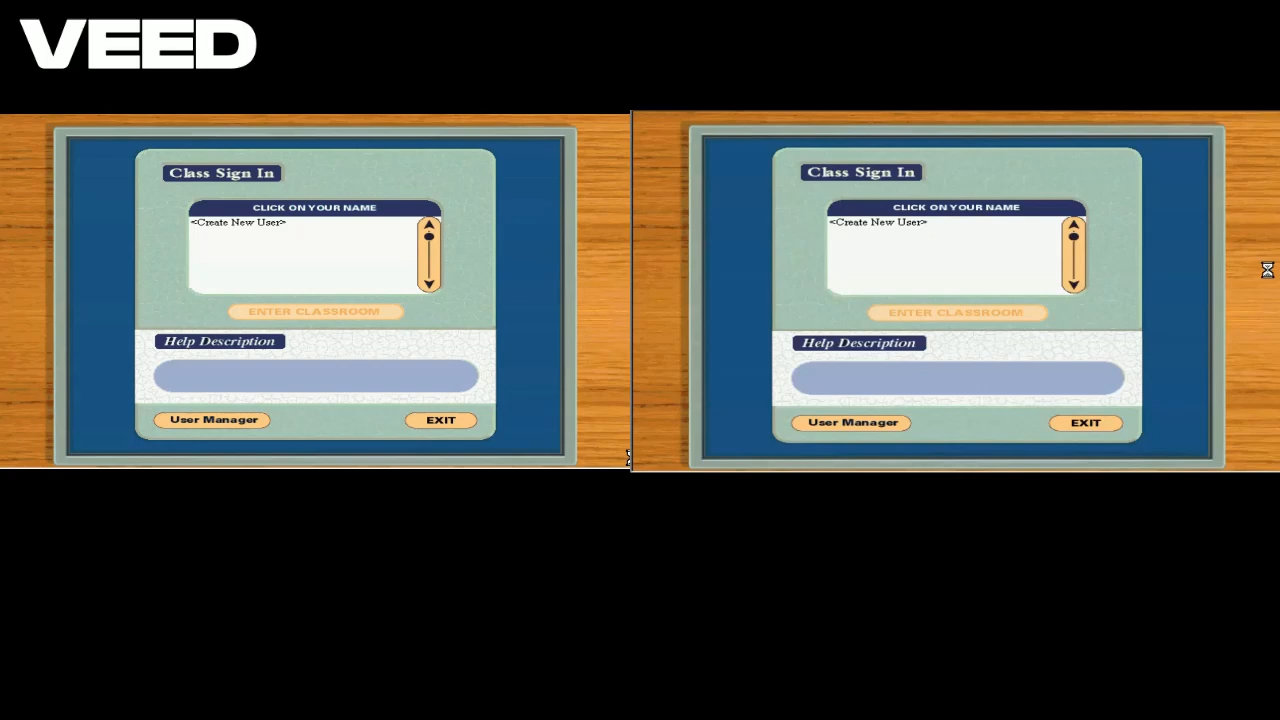 VEED
Class Sign In
CLICK ON YOUR NAME
<Create New User>
ENTER CLASSROOM
Help Description
User Manager
EXIT
Class Sign In
CLICK ON YOUR NAME
<Create New User>
ENTER CLASSROOM
Help Description
User Manager
EXIT